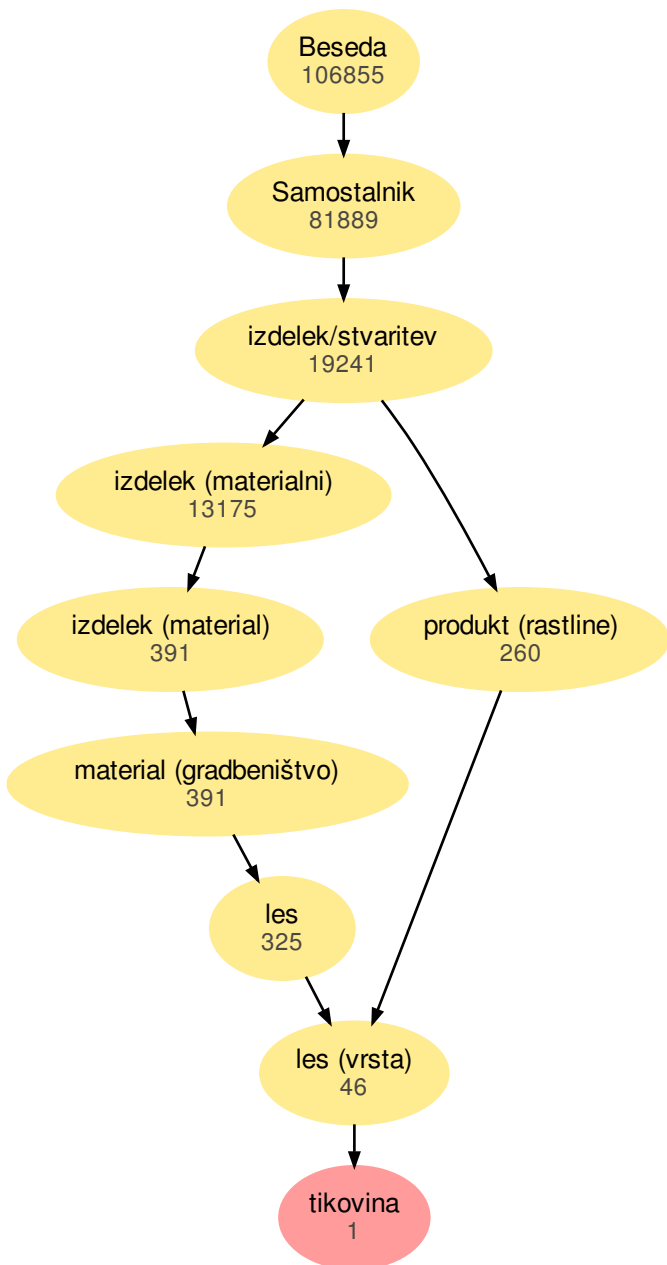 Beseda
106855
Samostalnik
81889
izdelek/stvaritev
19241
izdelek (materialni)
13175
izdelek (material)
391
produkt (rastline)
260
material (gradbeništvo)
391
les
325
les (vrsta)
46
tikovina
1